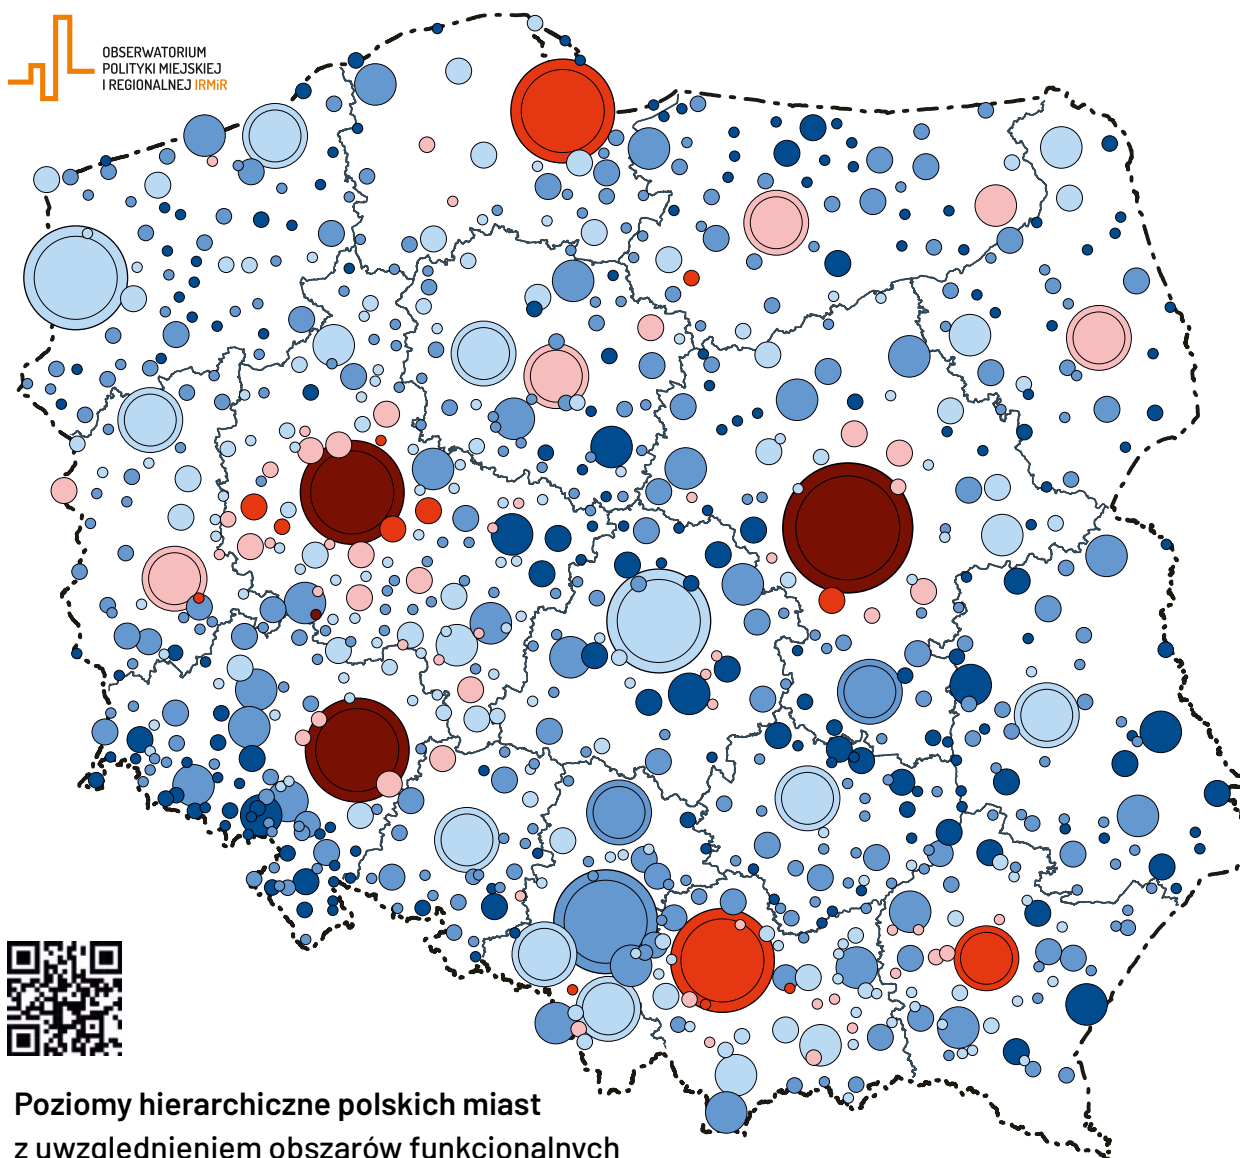 OBSERWATORIUM
POLITYKI MIEJSKIEJ
I REGIONALNEJ IRMiR
Poziomy hierarchiczne polskich miast
z uwzględnieniem obszarów funkcjonalnych